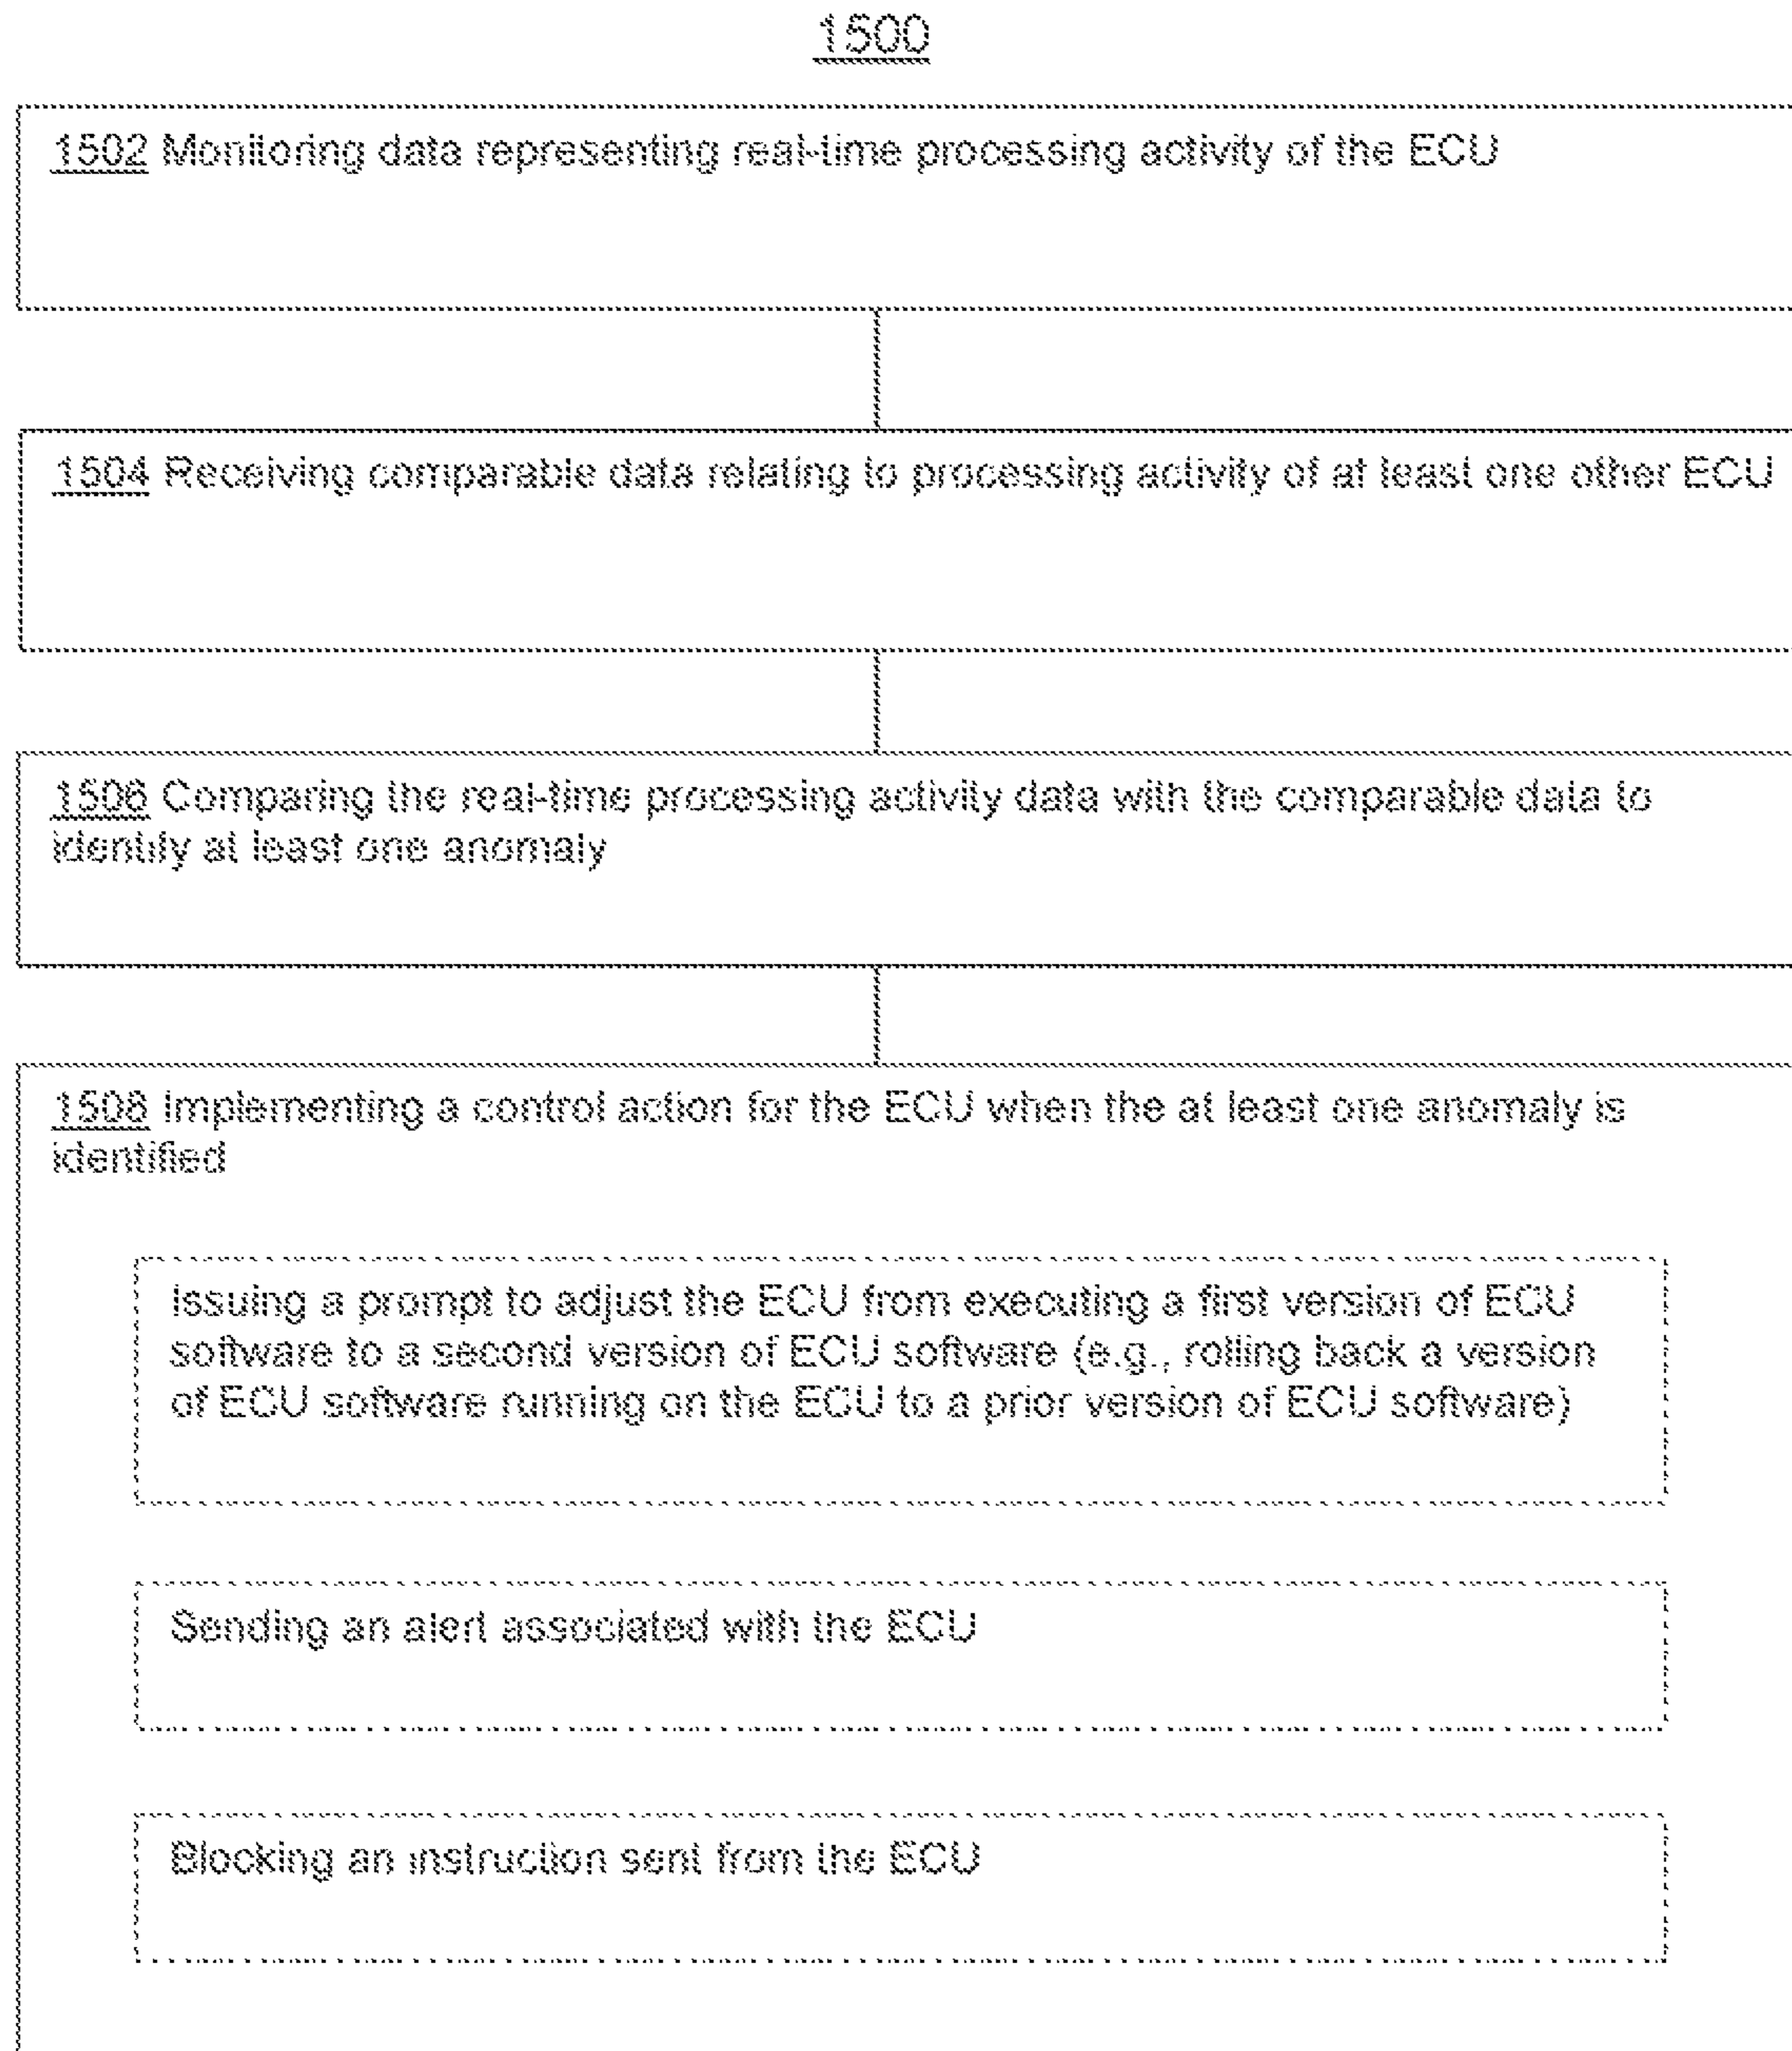 1500
1502 Monitoring data representing real-time processing activity of the ECU
1504 Receiving comparable data relating to processing activity of at least one other ECU
1506 Comparing the real-time processing activity data with the comparable data to
identify at least one anomaly
1508 Implementing a control action for the ECU when the at least one anomaly is
identified
Issuing a prompt to adjust the ECU from executing a first version of ECU
software to a second version of ECU software (e.g., rolling back a version
of ECU software running on the ECU to a prior version of ECU software)
Sending an alert associated with the ECU
Blocking an instruction sent from the ECU